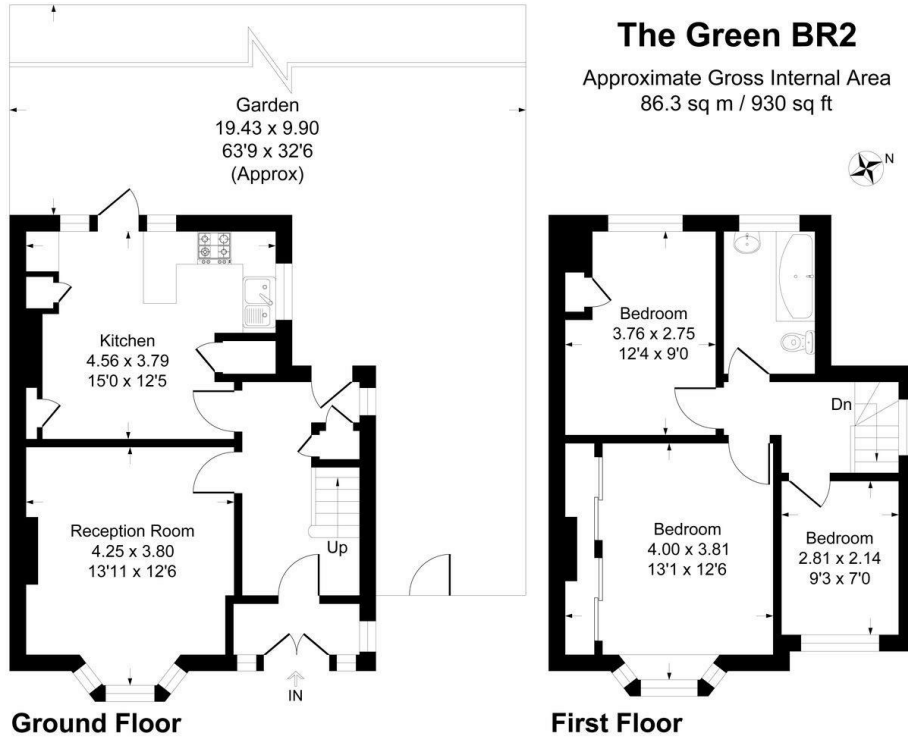 The Green BR2
Approximate Gross Internal Area
86.3 sq m / 930 sq ft
N
Garden
19.43 x 9.90
63'9 x 32'6
(Approx)
Kitchen
4.56 x 3.79
15'0 x 12'5
Reception Room
4.25 x 3.80
13'11 x 12'6
Up
IN
Ground Floor
Bedroom
3.76 x 2.75
12'4 x 9'0
Dn
Bedroom
4.00 x 3.81
13'1 x 12'6
Bedroom
2.81 x 2.14
9'3 x 7'0
First Floor